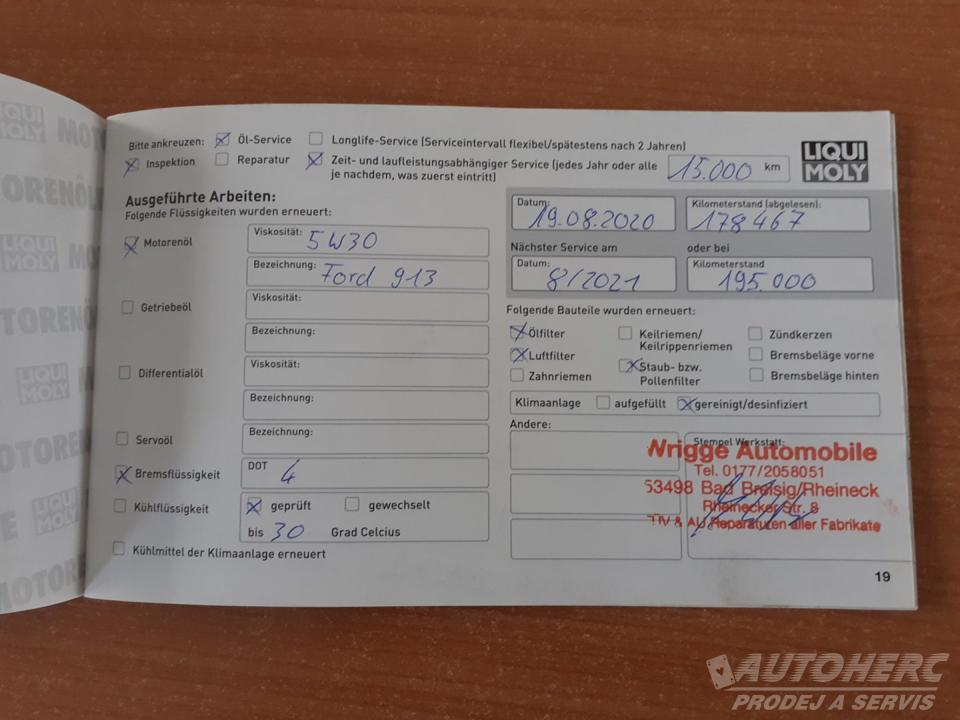 Bitte ankreuzen: Öl-Service Longlife-Service (Serviceintervall flexibel/spätestens nach 2 Jahren)
Inspektion Reparatur Zeit- und laufleistungsabhängiger Service (jedes Jahr oder alle 15.000 km
je nachdem, was zuerst eintritt)
LIQUI
MOLY
Ausgeführte Arbeiten:
Folgende Flüssigkeiten wurden erneuert:
Motorenöl
Viskosität: 5W30
Bezeichnung: Ford 913
Getriebeöl
Viskosität:
Bezeichnung:
Differentialöl
Viskosität:
Bezeichnung:
Servoöl
Bezeichnung:
Bremsflüssigkeit
DOT 4
Kühlflüssigkeit
geprüft gewechselt
bis 30 Grad Celcius
Kühlmittel der Klimaanlage erneuert
Datum: 19.08.2020
Kilometerstand (abgelesen): 178467
Nächster Service am oder bei
Datum: 8/2021
Kilometerstand 195.000
Folgende Bauteile wurden erneuert:
Ölfilter Keilriemen/ Zündkerzen
Keilrippenriemen
Luftfilter Bremsbeläge vorne
Staub- bzw.
Zahnriemen Pollenfilter Bremsbeläge hinten
Klimaanlage aufgefüllt gereinigt/desinfiziert
Andere:
Stempel Werkstatt:
Wrigge Automobile
Tel. 0177/2058051
53498 Bad Breisig/Rheineck
Rheinecker Str. 8
& AU Reparaturen aller Fabrikate
19
LIQUI
MOLY
MOTORENÖL
AUTOHERC
PRODEJ A SERVIS